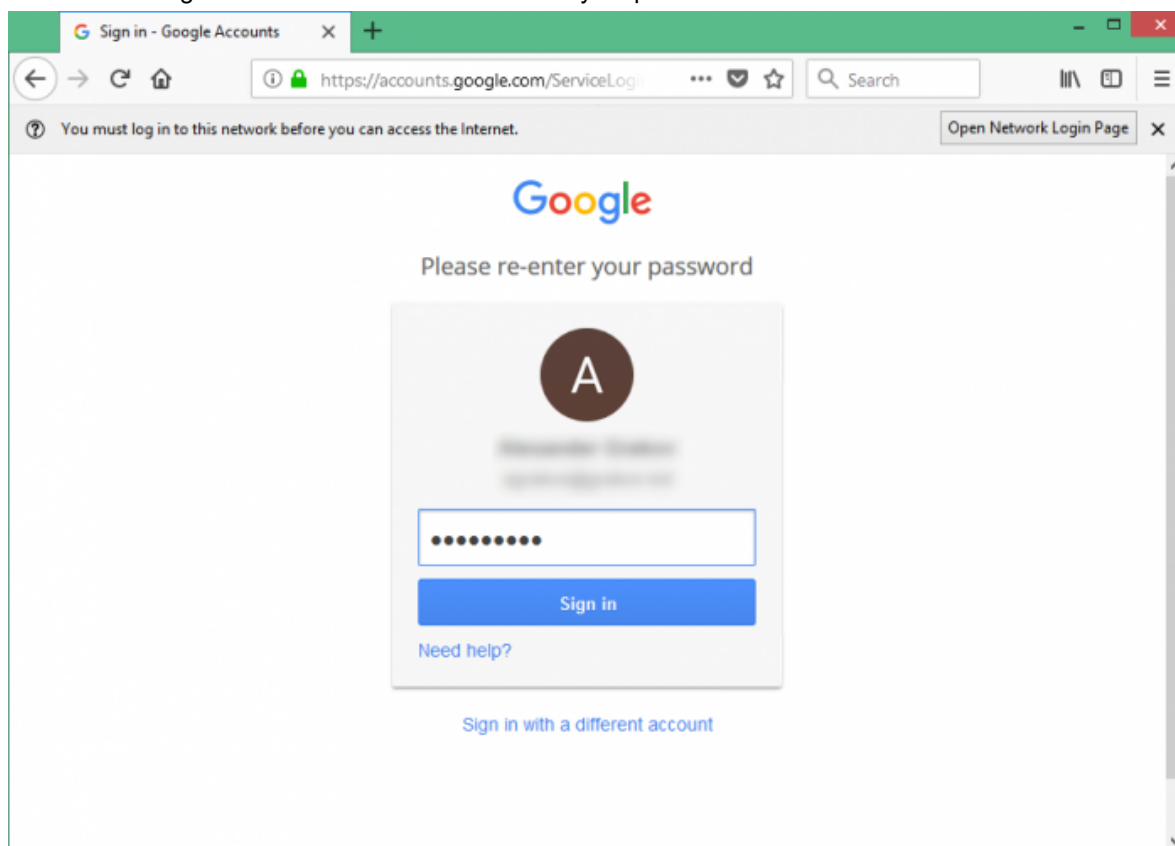 Sign in - Google Accounts
https://accounts.google.com/ServiceLogi
Search
You must log in to this network before you can access the Internet.
Open Network Login Page
Google
Please re-enter your password
A
Sign in
Need help?
Sign in with a different account